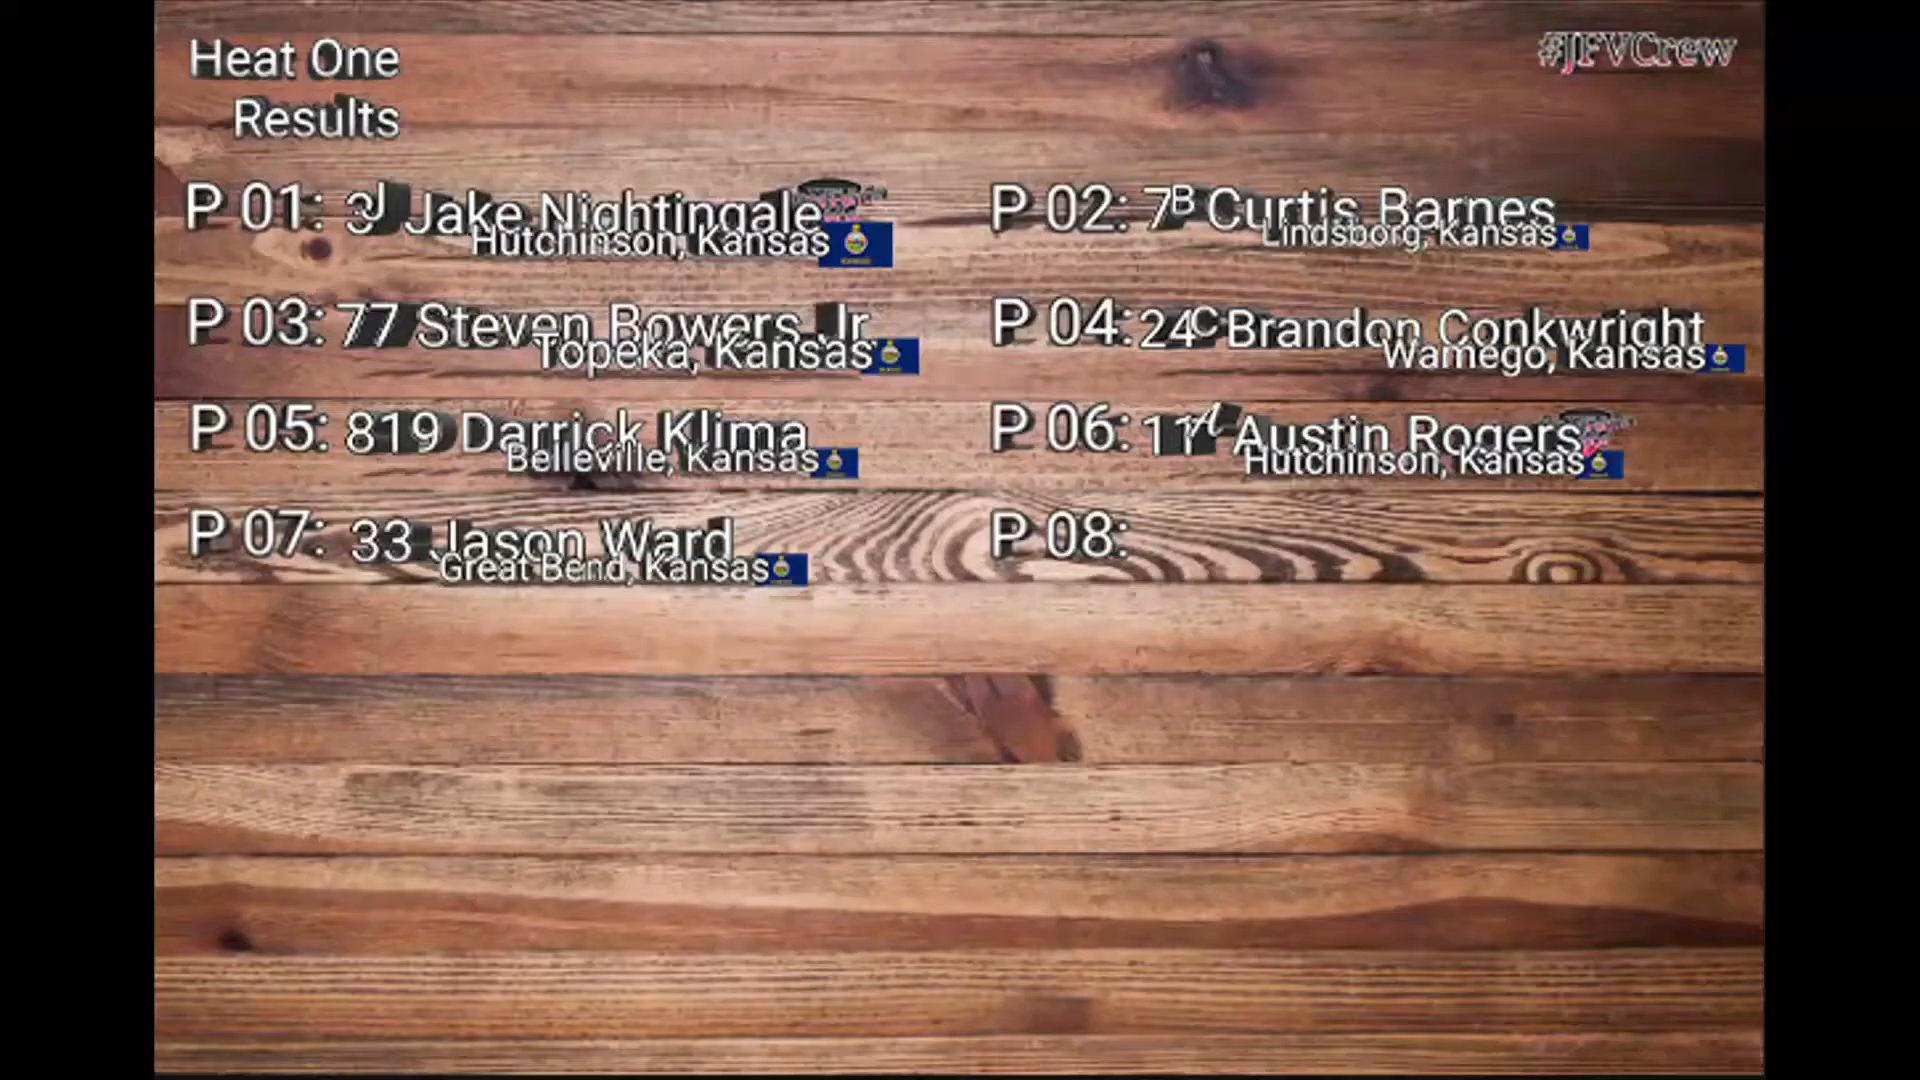 Heat One
Results
#JFVCrew
P 01: 3J Jake Nightingale
Hutchinson, Kansas
P 02: 7B Curtis Barnes
Lindsborg, Kansas
P 03: 77 Steven Bowers Jr
Topeka, Kansas
P 04: 24C Brandon Conkwright
Wamego, Kansas
P 05: 819 Darrick Klima
Belleville, Kansas
P 06: 11A Austin Rogers
Hutchinson, Kansas
P 07: 33 Jason Ward
Great Bend, Kansas
P 08: